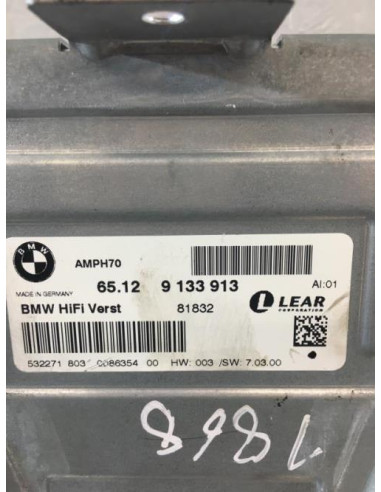 BMW
AMPH70
MADE IN GERMANY
65.12 9 133 913
AI:01
BMW HiFi Verst 81832
LEAR
CORPORATION
532271 803 0086354 00 HW: 003 /SW: 7.03.00
1868